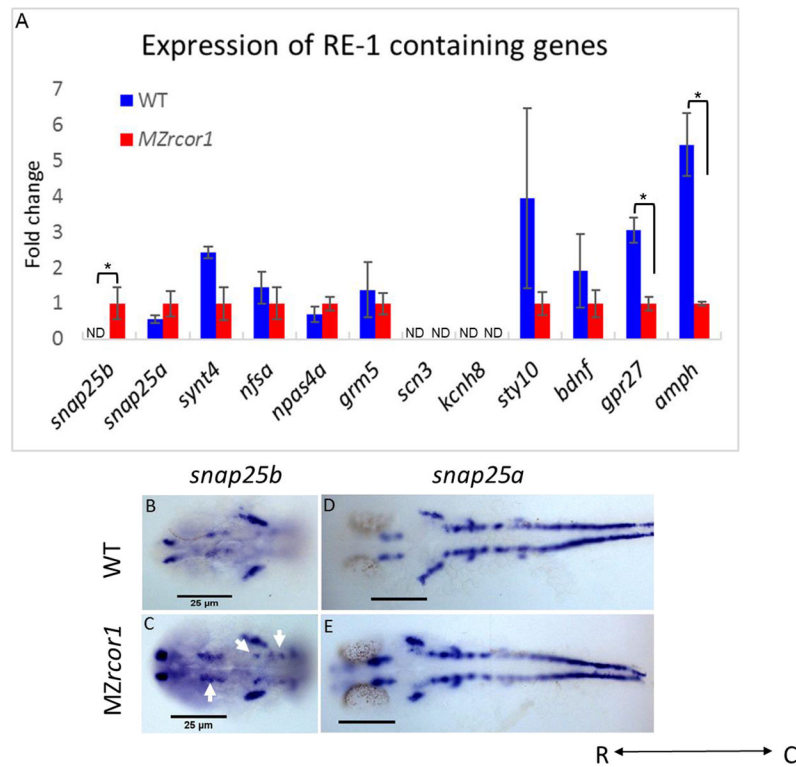 A
Expression of RE-1 containing genes
7
6
5
4
3
2
1
0
Fold change
WT
MZrcor1
*
*
*
ND
ND
ND
ND
ND
snap25b
snap25a
synt4
nfsa
npas4a
grm5
scn3
kcnh8
sty10
bdnf
gpr27
amph
snap25b
snap25a
WT
B
25 µm
D
MZrcor1
C
25 µm
E
R
C